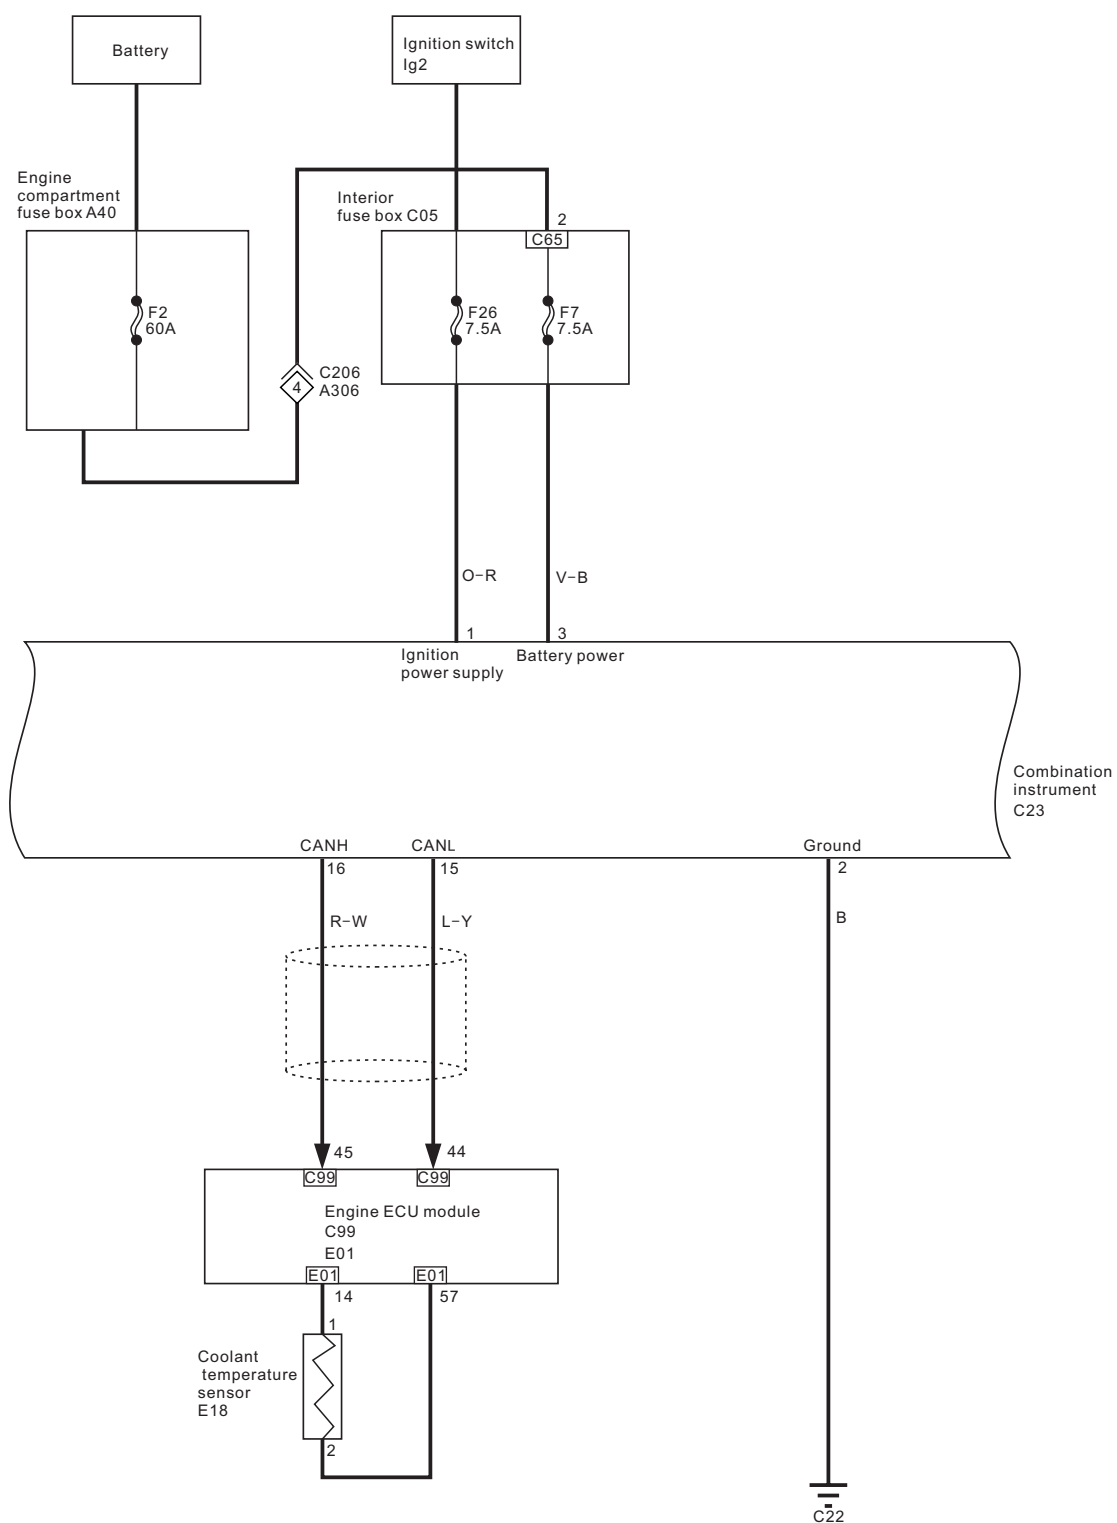 Battery
Ignition switch
Ig2
Engine
compartment
fuse box A40
Interior
fuse box C05
2
C65
F2
60A
F26
7.5A
F7
7.5A
4
C206
A306
O-R
V-B
1
3
Ignition
power supply
Battery power
Combination
instrument
C23
CANH
CANL
Ground
16
15
2
R-W
L-Y
B
45
44
C99
C99
Engine ECU module
C99
E01
E01
E01
14
57
1
Coolant
temperature
sensor
E18
2
C22